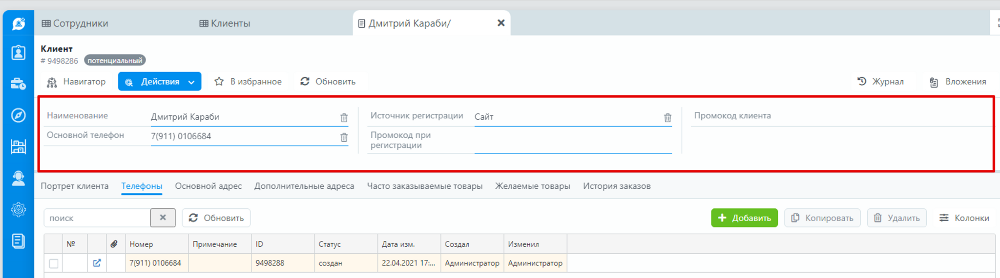 Сотрудники Клиенты Дмитрий Караби/
Клиент
# 9498286 потенциальный
Навигатор Действия В избранное Обновить Журнал Вложения
Наименование Дмитрий Караби Источник регистрации Сайт Промокод клиента
Основной телефон 7(911) 0106684 Промокод при
регистрации
Портрет клиента Телефоны Основной адрес Дополнительные адреса Часто заказываемые товары Желаемые товары История заказов
поиск Обновить Добавить Копировать Удалить Колонки
№ Номер Примечание ID Статус Дата изм. Создал Изменил
7(911) 0106684 9498288 создан 22.04.2021 17:... Администратор Администратор